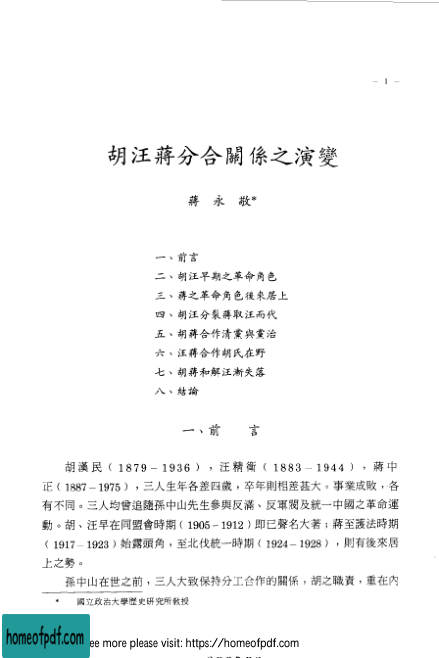 – 1 –
胡汪蔣分合關係之演變
蔣 永 敬*
一、前言
二、胡汪早期之革命角色
三、蔣之革命角色後來居上
四、胡汪分裂蔣取汪而代
五、胡蔣合作清黨與黨治
六、汪蔣合作胡氏在野
七、胡蔣和解汪漸失落
八、結論
一、前 言
胡漢民(1879–1936),汪精衛(1883–1944),蔣中
正(1887–1975),三人生年各差四歲,卒年則相差甚大。事業成敗,各
有不同。三人均曾追隨孫中山先生參與反滿、反軍閥及統一中國之革命運
動。胡、汪早在同盟會時期(1905–1912)即已聲名大著;蔣至護法時期
(1917–1923)始露頭角,至北伐統一時期(1924–1928),則有後來居
上之勢。
孫中山在世之前,三人大致保持分工合作的關係,胡之職責,重在內
* 國立政治大學歷史研究所教授
homeofpdf.com
ee more please visit: https://homeofpdf.com